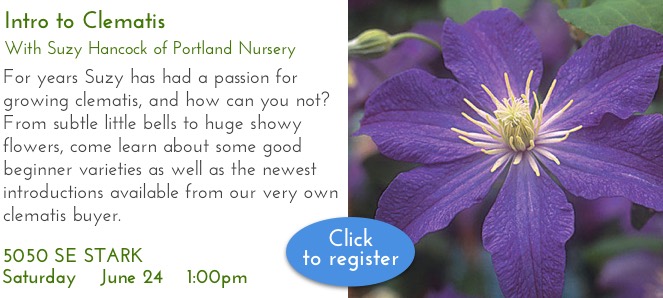 Intro to Clematis
With Suzy Hancock of Portland Nursery
For years Suzy has had a passion for
growing clematis, and how can you not?
From subtle little bells to huge showy
flowers, come learn about some good
beginner varieties as well as the newest
introductions available from our very own
clematis buyer.
5050 SE STARK
Saturday June 24 1:00pm
Click
to register